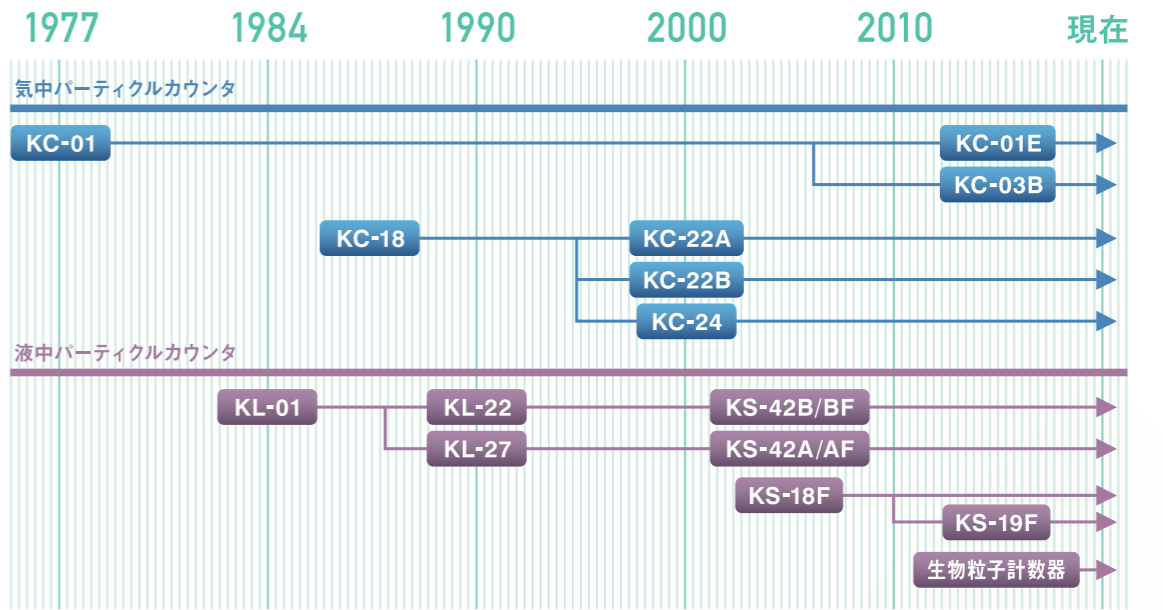 1977 1984 1990 2000 2010 現在
気中パーティクルカウンタ
KC-01 KC-01E
KC-03B
KC-18 KC-22A
KC-22B
KC-24
液中パーティクルカウンタ
KL-01 KL-22 KS-42B/BF
KL-27 KS-42A/AF
KS-18F
KS-19F
生物粒子計数器